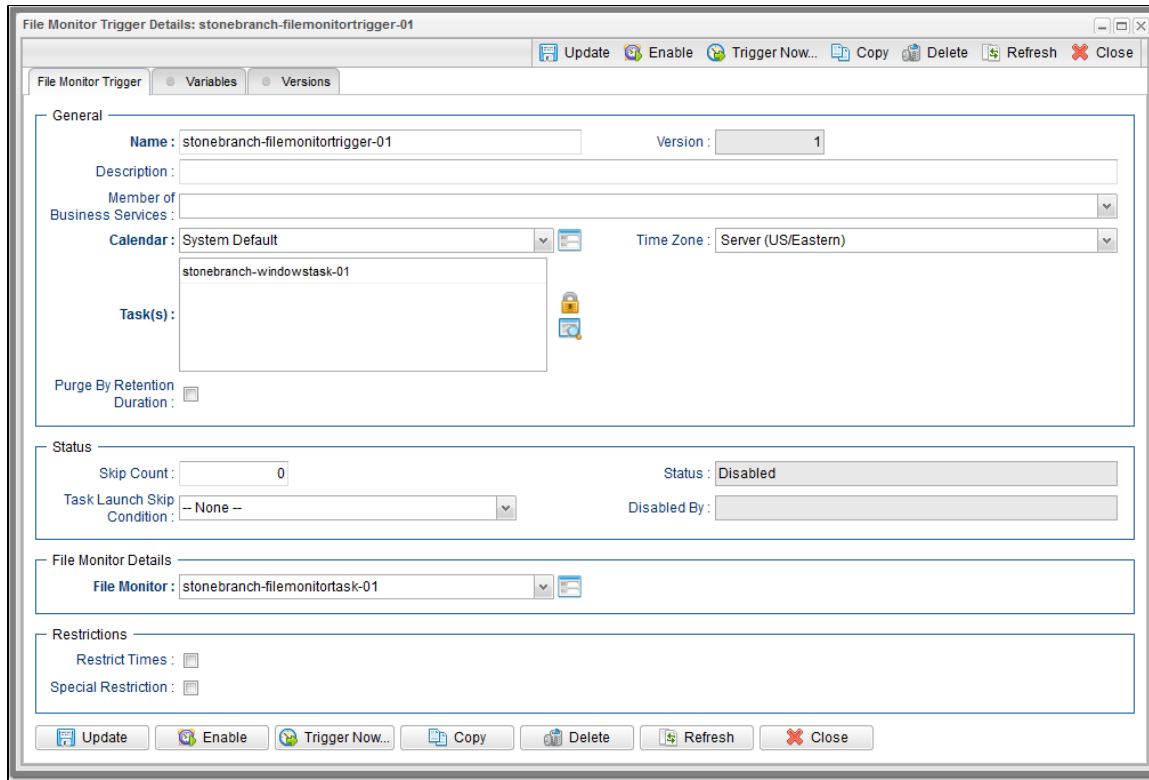 File Monitor Trigger Details: stonebranch-filemonitortrigger-01
Update Enable Trigger Now... Copy Delete Refresh Close
File Monitor Trigger Variables Versions
General
Name : stonebranch-filemonitortrigger-01 Version : 1
Description :
Member of
Business Services :
Calendar : System Default Time Zone : Server (US/Eastern)
stonebranch-windowstask-01
Task(s) :
Purge By Retention
Duration :
Status
Skip Count : 0 Status : Disabled
Task Launch Skip
Condition : -- None -- Disabled By :
File Monitor Details
File Monitor : stonebranch-filemonitortask-01
Restrictions
Restrict Times :
Special Restriction :
Update Enable Trigger Now... Copy Delete Refresh Close